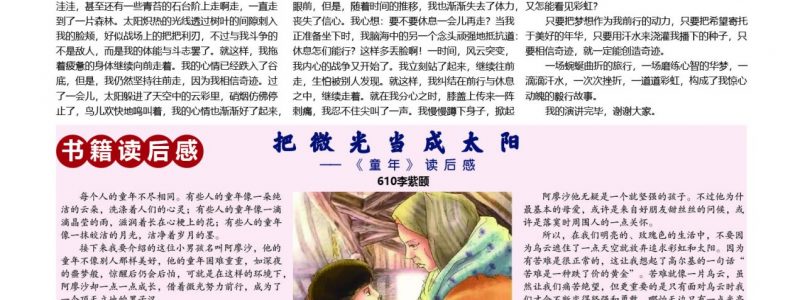 洼洼，甚至还有一些青苔的石台阶上走啊走，一直走
到了一片森林。太阳炽热的光线透过树叶的间隙刺入
我的脸颊，好似战场上的把把利刃，不过与我斗争的
不是敌人，而是我的体能与斗志罢了。就这样，我拖
着疲惫的身体继续向前走着。我的心情已经跌入了谷
底，但是，我仍然坚持往前走，因为我相信奇迹。过
了一会儿，太阳躲进了天空中的云彩里，硝烟仿佛停
止了，鸟儿欢快地鸣叫着，我的心情也渐渐好了起来，
眼前，但是，随着时间的推移，我也渐渐失去了体力，
丧失了信心。我心想：要不要休息一会儿再走？当我
正准备坐下时，我脑海中的另一个念头顽强地抵抗道：
休息怎们能行？这样多丢脸啊！一时间，风云突变，
我内心的战争又开始了。我立刻站了起来，继续往前
走，生怕被别人发现。就这样，我纠结在前行与休息
之中，继续走着。就在我分心之时，膝盖上传来一阵
刺痛，我忍不住尖叫了一声。我慢慢蹲下身子，掀起
又怎能看见彩虹？
只要把梦想作为我前行的动力，只要把希望寄托
于美好的年华，只要用汗水来浇灌我播下的种子，只
要相信奇迹，就一定能创造奇迹。
一场蜿蜒曲折的旅行，一场磨练心智的华梦，一
滴滴汗水，一次次挫折，一道道彩虹，构成了我惊心
动魄的毅行故事。
我的演讲完毕，谢谢大家。
书籍读后感
把微光当成太阳
——《童年》读后感
610李紫颐
每个人的童年不尽相同。有些人的童年像一朵纯
洁的云朵，洗涤着人们的心灵；有些人的童年像一滴
滴晶莹的雨，滋润着长在心梗上的花；有些人的童年
像一抹皎洁的月光，洁净着岁月的墨。
接下来我要介绍的这位小男孩名叫阿廖沙，他的
童年不像别人那样美好，他的童年困难重重，如深夜
的噩梦般，惊醒后仍会后怕，可就是在这样的环境下，
阿廖沙却一点一点成长，借着微光努力前行，成为了
阿廖沙他无疑是一个就坚强的孩子。不过他为什
最基本的母爱，或许是来自好朋友甜丝丝的问候，或
许是落寞时周围人的一点关怀。
所以，在我们明亮的、玫瑰色的生活中，不要因
为乌云遮住了一点天空就放弃追求彩虹和太阳。因为
有苦难是很正常的，这让我想起了高尔基的一句话“
苦难是一种跌了价的黄金”。苦难就像一片乌云，虽
然让我们痛苦绝望，但更重要的是只有面对乌云时我